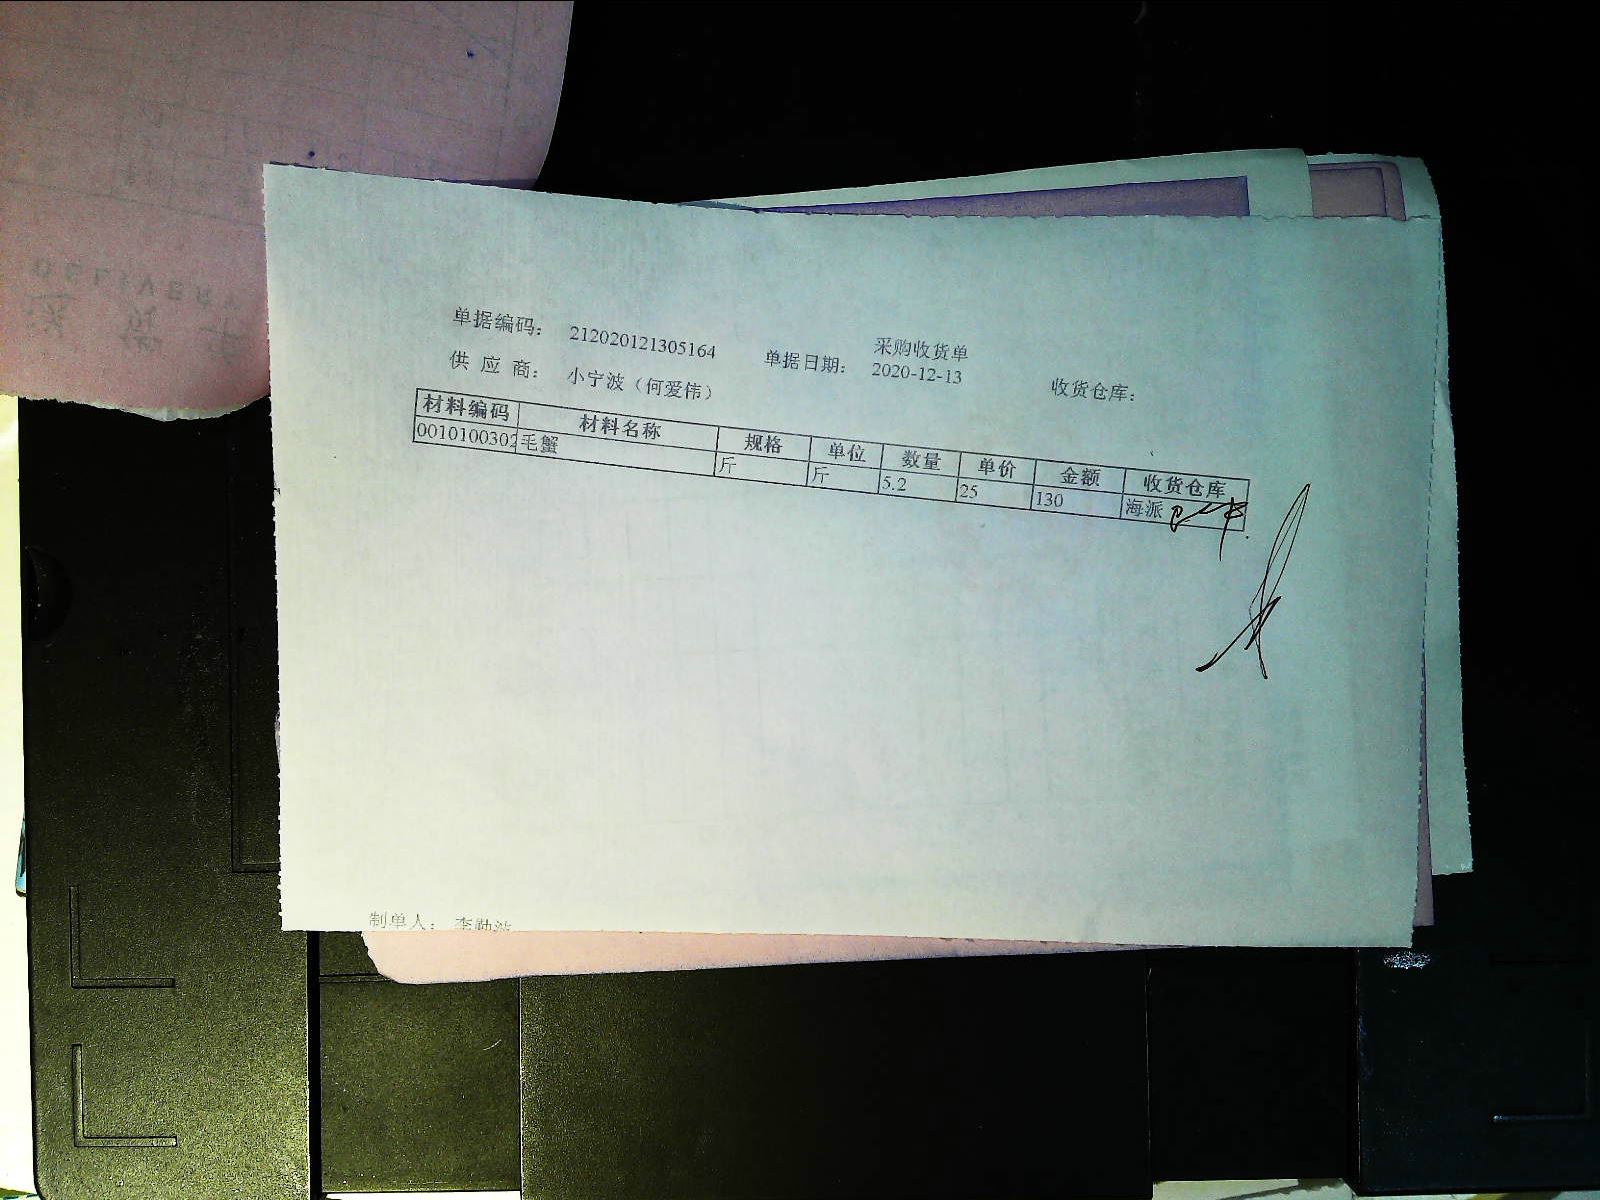 采购收货单
单据编码: 212020121305164 单据日期: 2020-12-13 收货仓库:
供 应 商: 小宁波(何爱伟)
材料编码 材料名称 规格 单位 数量 单价 金额 收货仓库
0010100302 毛蟹 斤 斤 5.2 25 130 海派
制单人: 李勤波